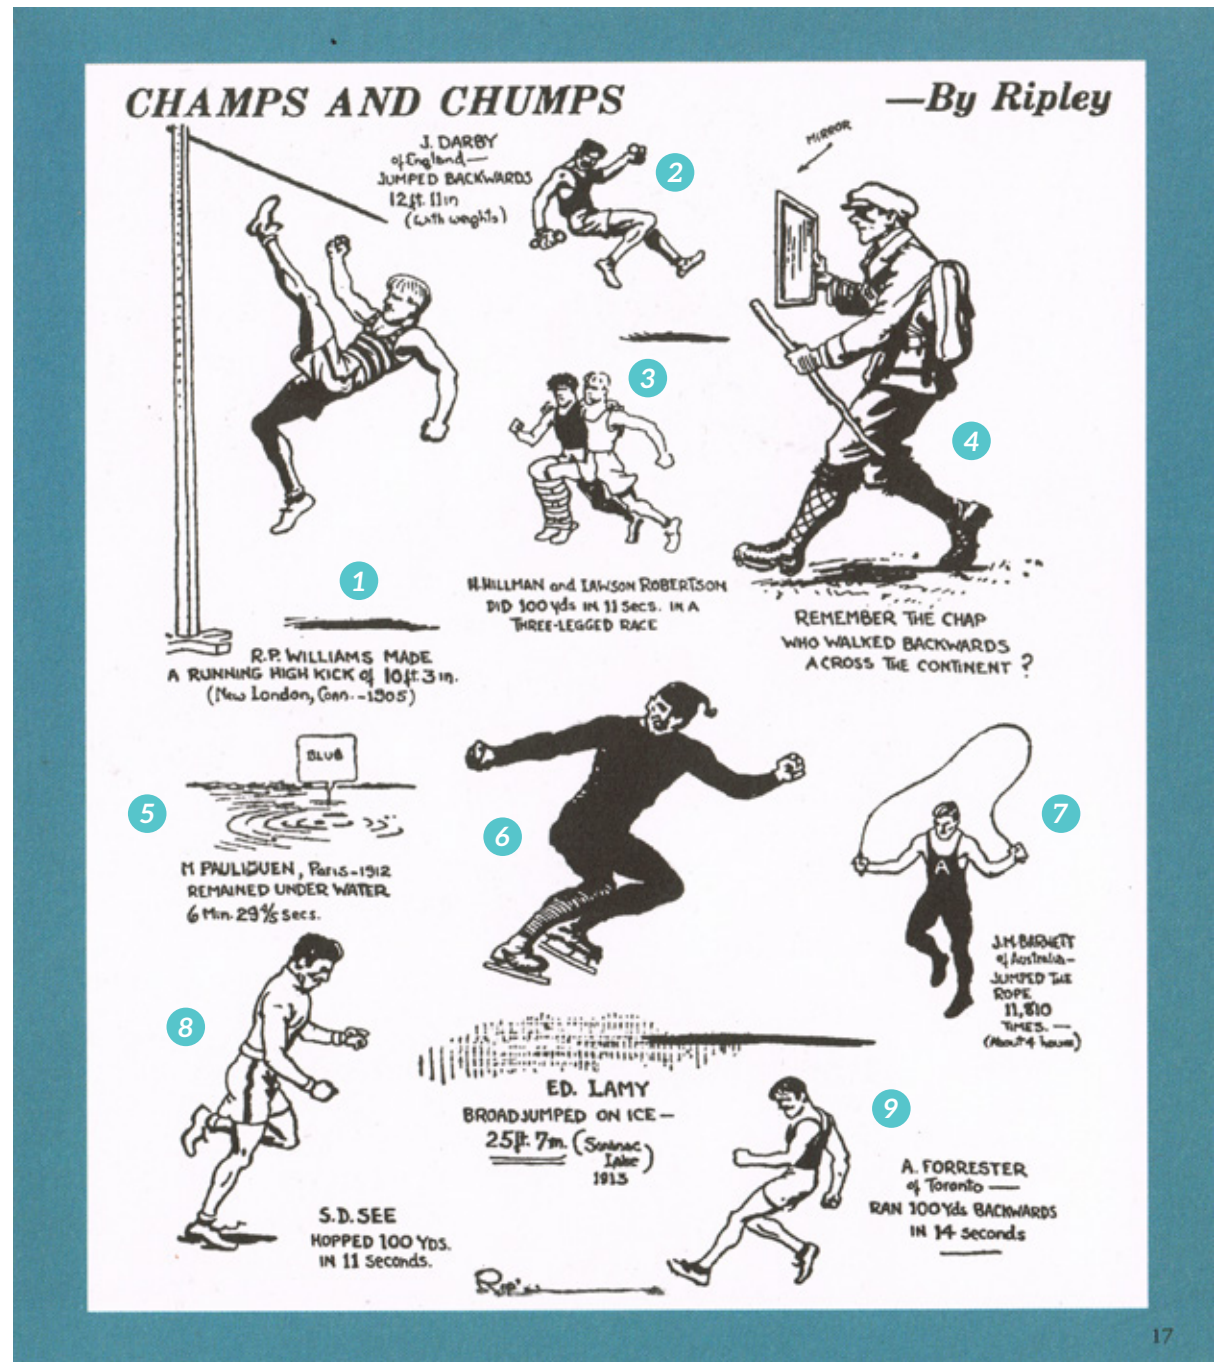 CHAMPS AND CHUMPS
—By Ripley
J. DARBY
of England—
JUMPED BACKWARDS
12ft. 11in
(with weights)
2
MIRROR
3
4
1
H.HILLMAN and LAWSON ROBERTSON
DID 100 yds IN 11 Secs. IN A
THREE-LEGGED RACE
REMEMBER THE CHAP
WHO WALKED BACKWARDS
ACROSS THE CONTINENT ?
R.P. WILLIAMS MADE
A RUNNING HIGH KICK of 10ft. 3 in.
(New London, Conn. - 1905)
BLUB
5
6
7
M PAULIQUEN, Paris-1912
REMAINED UNDER WATER
6 Min. 29 4/5 Secs.
A
J.M. BARNETT
of Australia—
JUMPED THE
ROPE
11,810
TIMES. —
(About 4 hours)
8
ED. LAMY
BROADJUMPED ON ICE—
25ft. 7in. (Saranac
Lake)
1913
9
A. FORRESTER
of Toronto —
RAN 100 Yds BACKWARDS
IN 14 Seconds
S.D. SEE
HOPPED 100 YDS.
IN 11 Seconds.
Rip
17